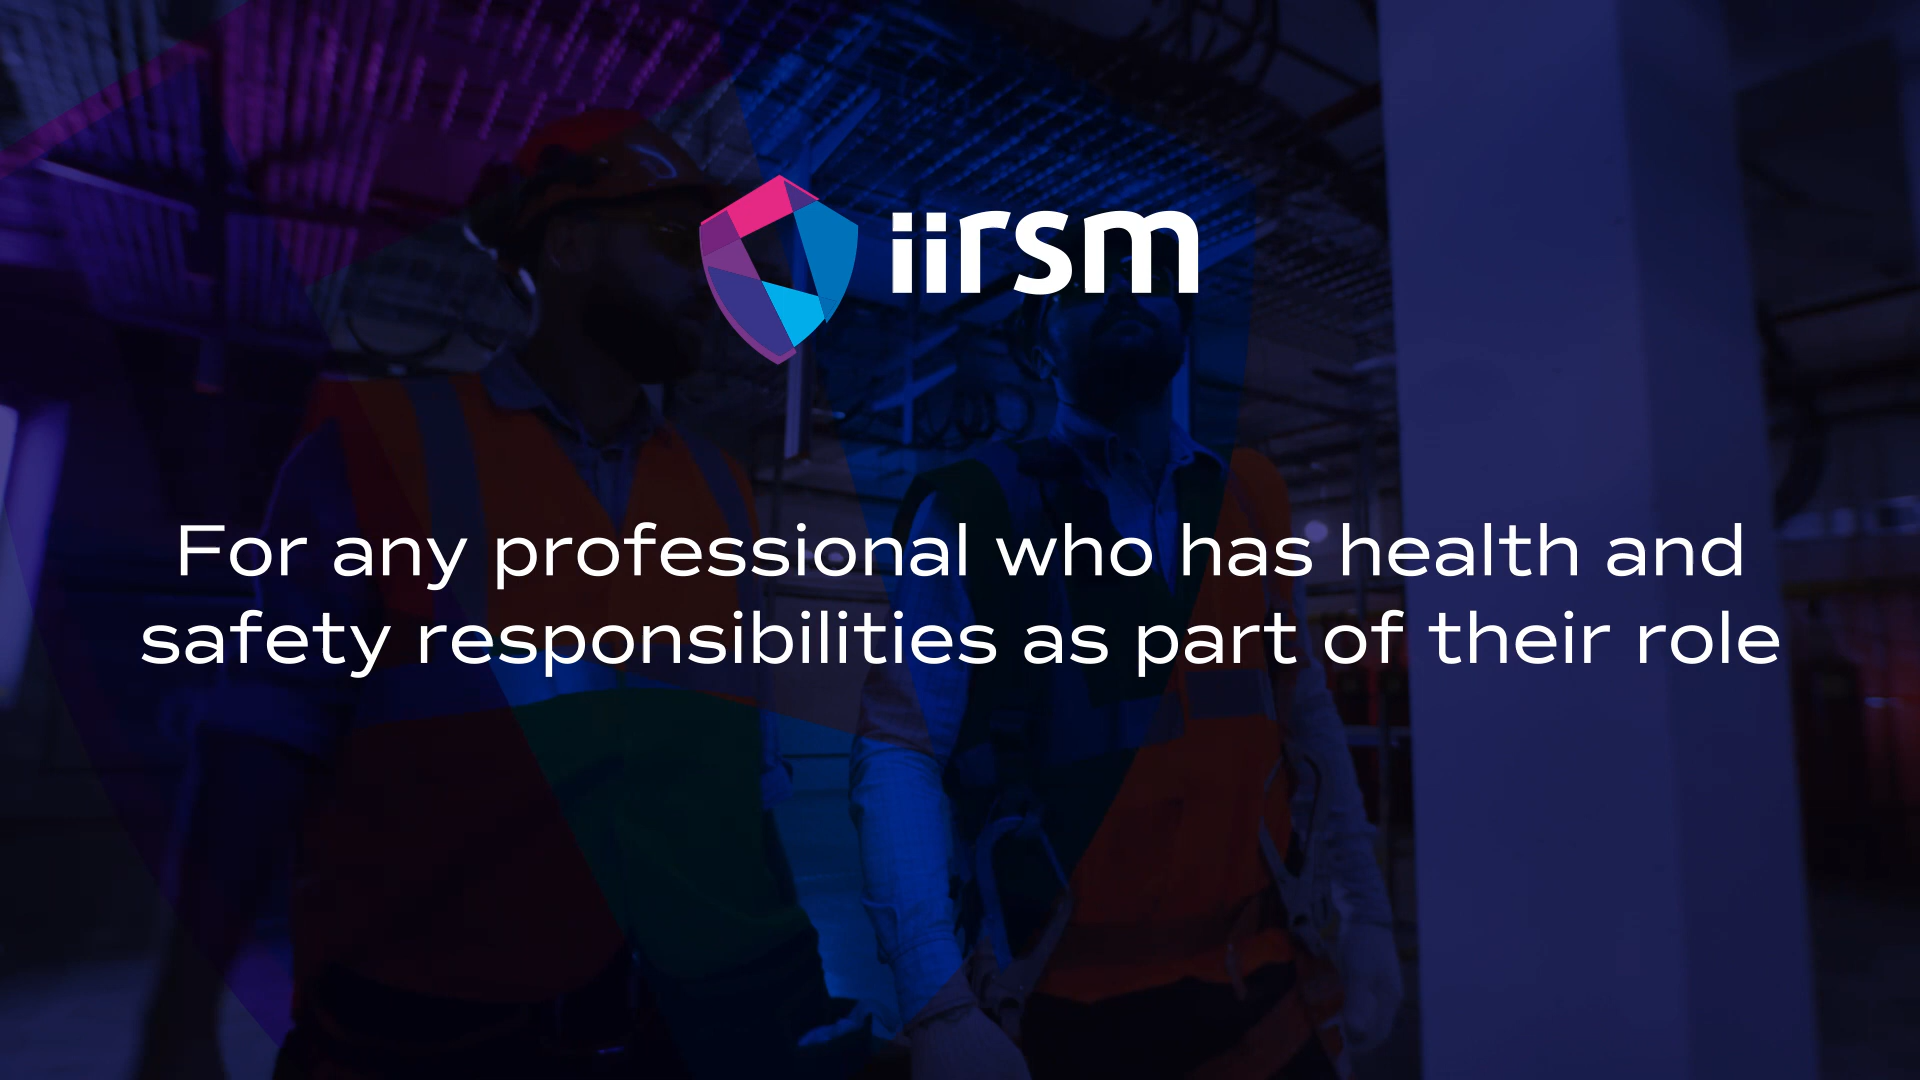 iirsm
For any professional who has health and
safety responsibilities as part of their role